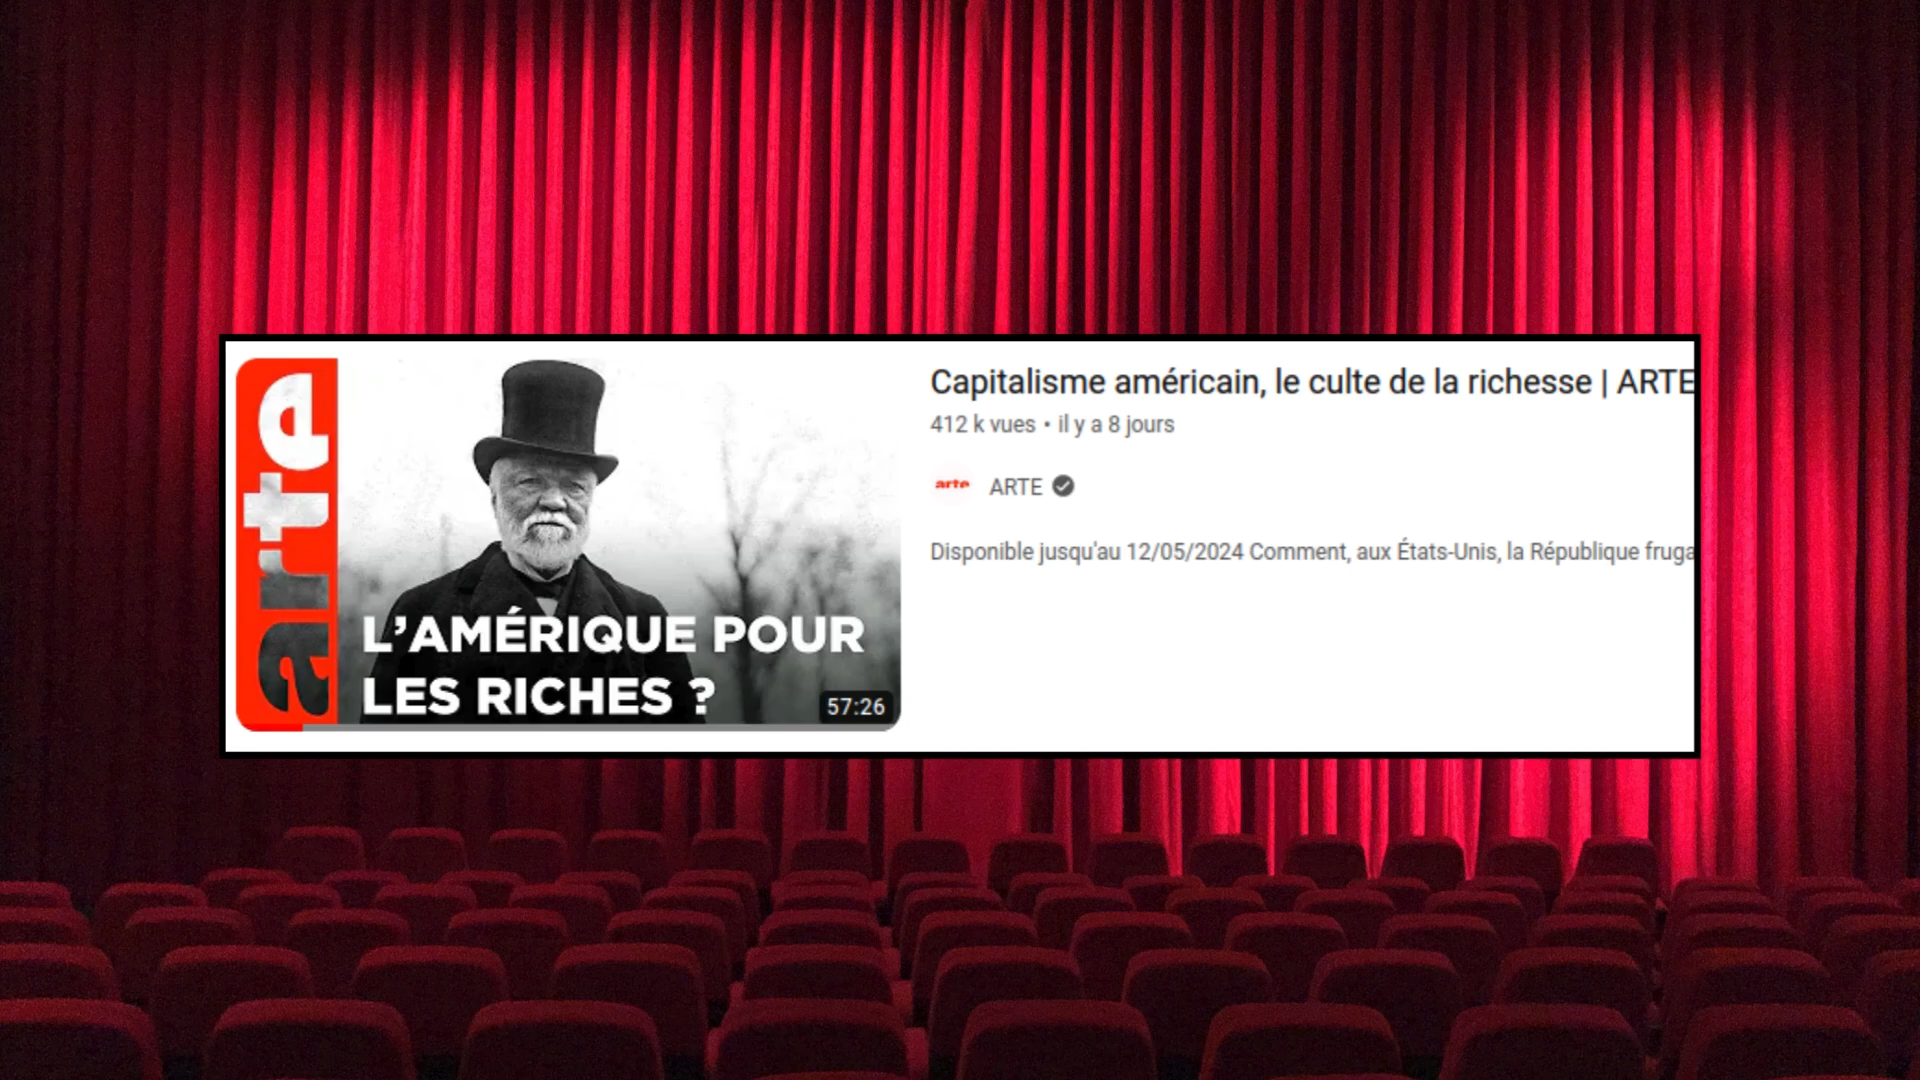 arte
L'AMÉRIQUE POUR
LES RICHES ?
57:26
Capitalisme américain, le culte de la richesse | ARTE
412 k vues • il y a 8 jours
arte ARTE
Disponible jusqu'au 12/05/2024 Comment, aux États-Unis, la République fruga